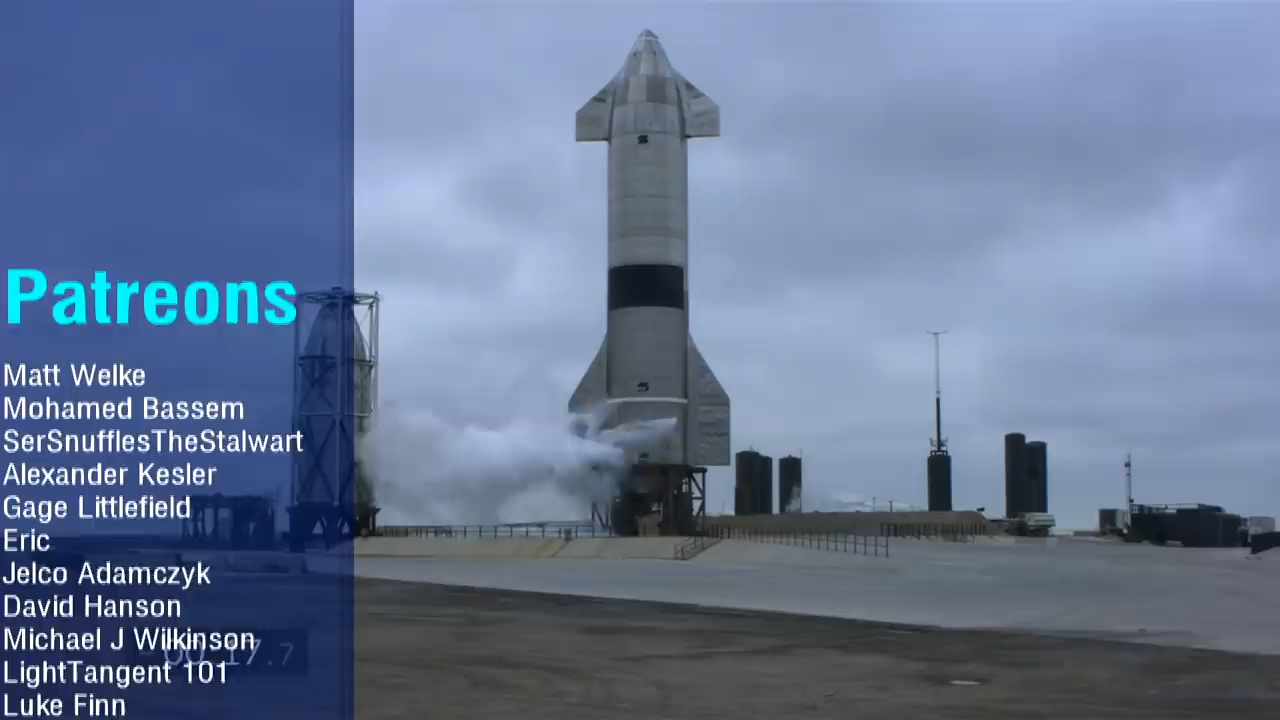 Patreons
Matt Welke
Mohamed Bassem
SerSnufflesTheStalwart
Alexander Kesler
Gage Littlefield
Eric
Jelco Adamczyk
David Hanson
Michael J Wilkinson
LightTangent 101
Luke Finn